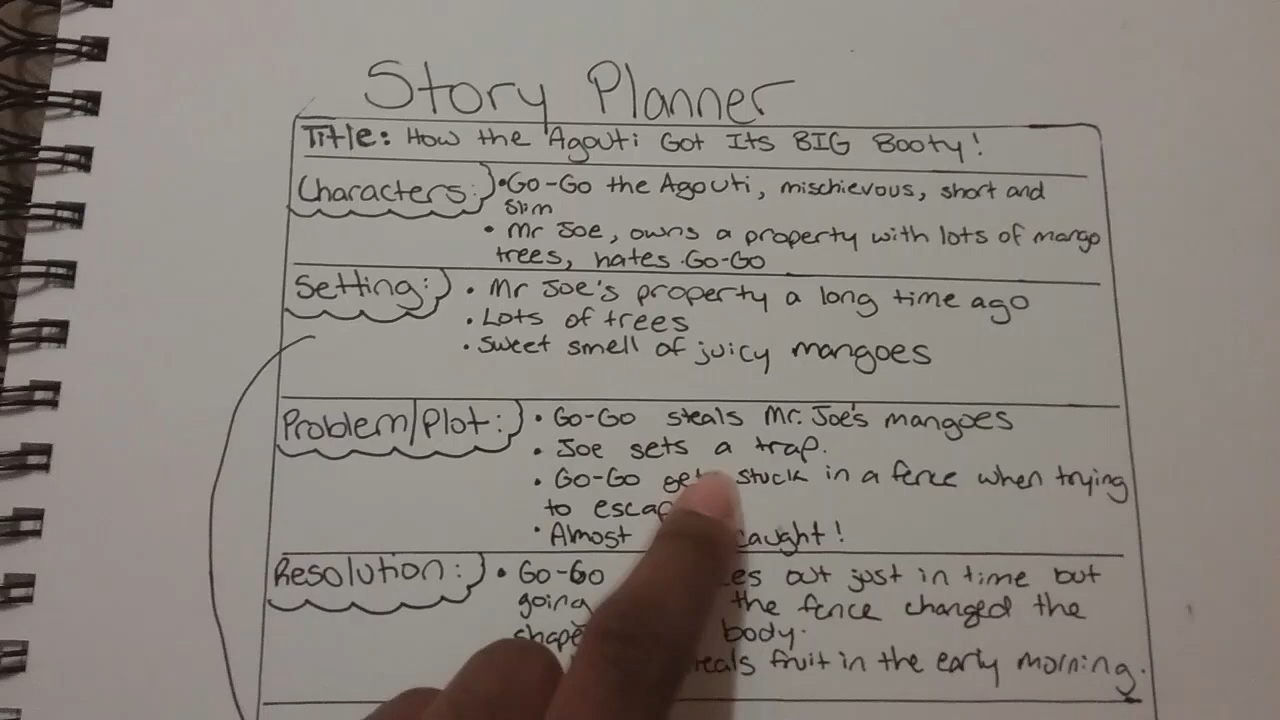 Story Planner
Title: How the Agouti Got Its BIG Booty!
Characters: • Go-Go the Agouti, mischievous, short and
slim
• Mr Joe, owns a property with lots of mango
trees, hates Go-Go
Setting: • Mr Joe's property a long time ago
• Lots of trees
• Sweet smell of juicy mangoes
Problem/Plot: • Go-Go steals Mr. Joe's mangoes
• Joe sets a trap.
• Go-Go stuck in a fence when trying
to
• Almost caught!
Resolution: • Go-Go out just in time but
going the fence changed the
shape body.
fruit in the early morning.